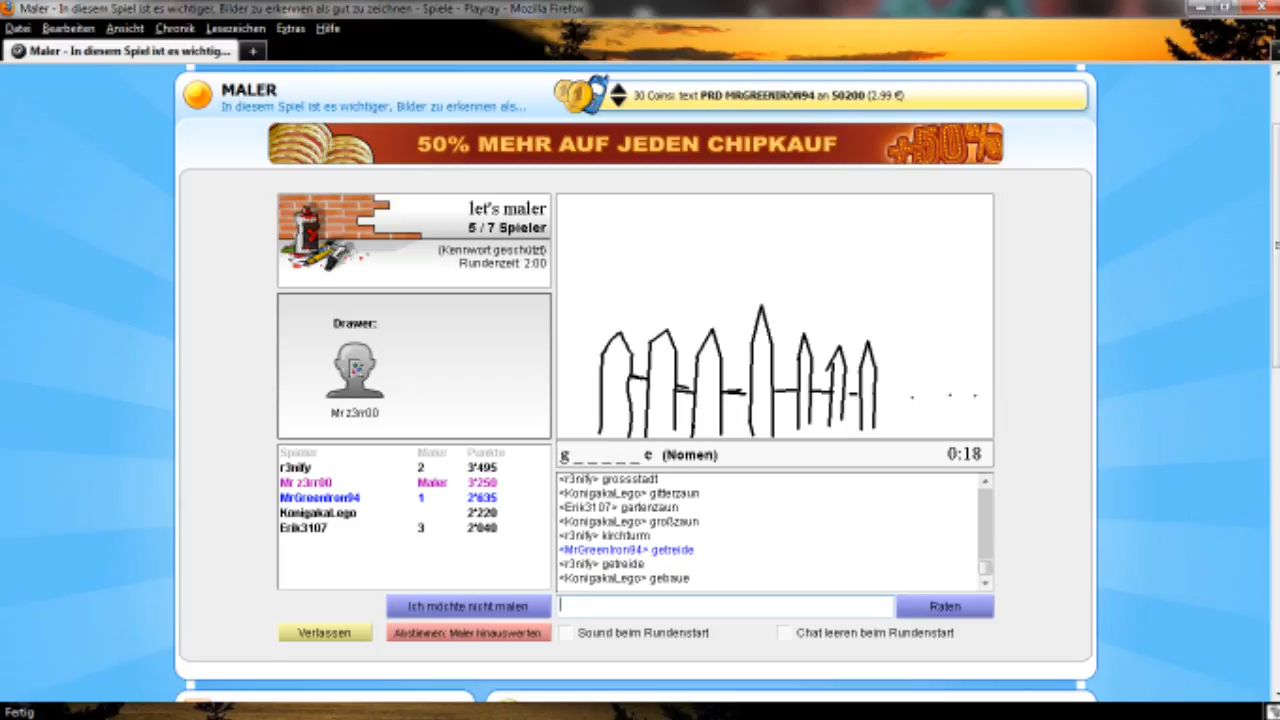 Maler - In diesem Spiel ist es wichtiger, Bilder zu erkennen als gut zu zeichnen - Spiele - Playray - Mozilla Firefox
Datei Bearbeiten Ansicht Chronik Lesezeichen Extras Hilfe
Maler - In diesem Spiel ist es wichtig... +
MALER
In diesem Spiel ist es wichtiger, Bilder zu erkennen als...
30 Coins: text PRD MRGREENIRON94 an 50200 (2.99 €)
50% MEHR AUF JEDEN CHIPKAUF
+50%
let's maler
5 / 7 Spieler
(Kennwort geschützt)
Rundenzeit 2:00
Drawer:
Mr z3rr00
g _ _ _ _ _ e (Nomen) 0:18
Spieler Maler Punkte
r3nify 2 3'495
Mr z3rr00 Maler 3'250
MrGreenIron94 1 2'635
KonigakaLego 2'220
Erik3107 3 2'040
<r3nify> grossstadt
<KonigakaLego> gitterzaun
<Erik3107> gartenzaun
<KonigakaLego> großzaun
<r3nify> kirchturm
<MrGreenIron94> getreide
<r3nify> getreide
<KonigakaLego> gebaue
Ich möchte nicht malen
Raten
Verlassen
Abstimmen: Maler hinauswerfen
Sound beim Rundenstart
Chat leeren beim Rundenstart
Fertig